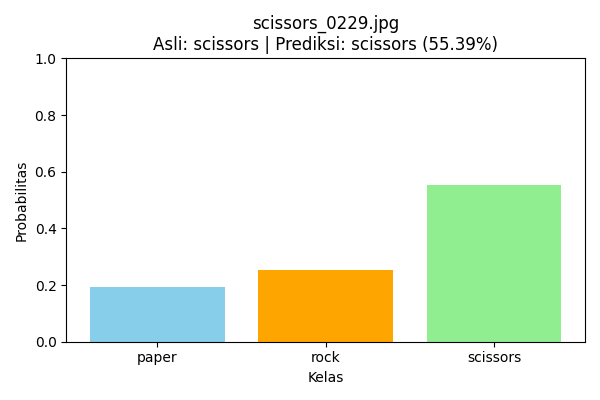 scissors_0229.jpg
Asli: scissors | Prediksi: scissors (55.39%)
1.0
0.8
0.6
0.4
0.2
0.0
Probabilitas
paper
rock
scissors
Kelas